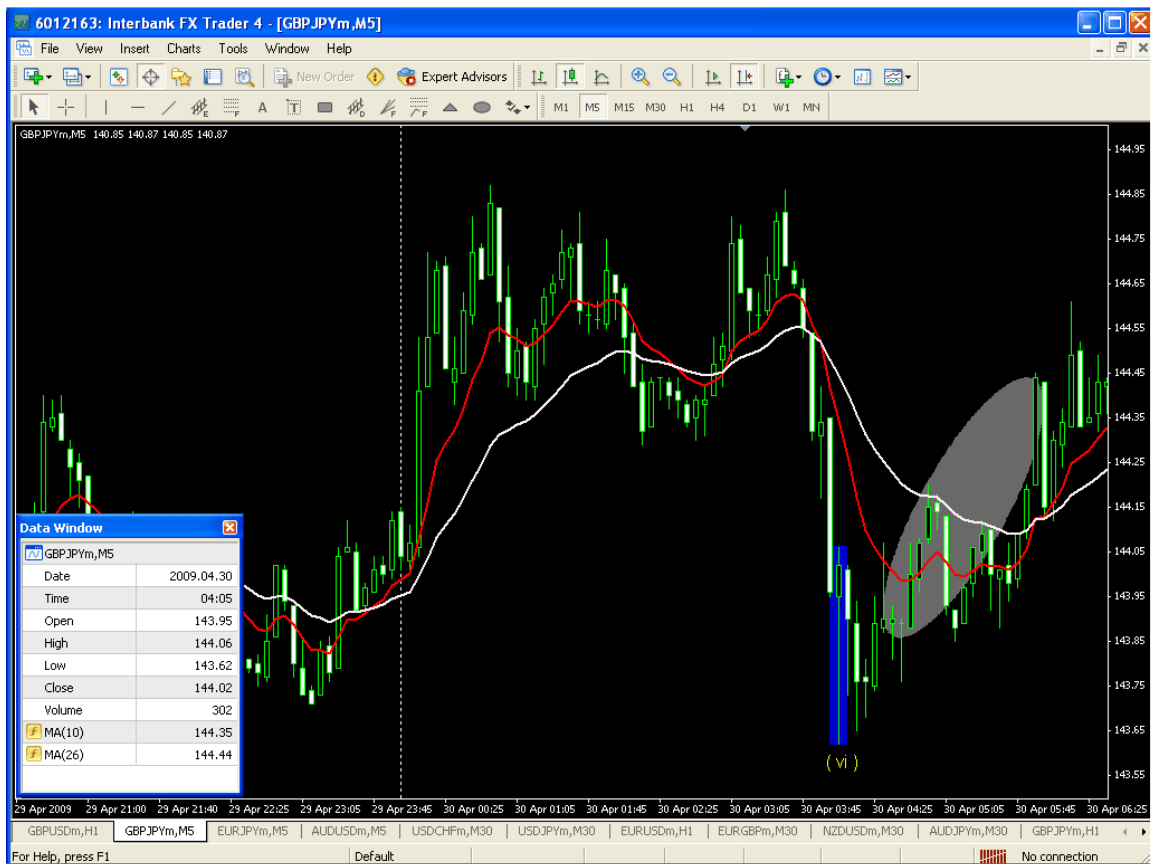 6012163: Interbank FX Trader 4 - [GBPJPYm,M5]
File View Insert Charts Tools Window Help
New Order Expert Advisors
A T M1 M5 M15 M30 H1 H4 D1 W1 MN
GBPJPYm,M5 140.85 140.87 140.85 140.87
144.95
144.85
144.75
144.65
144.55
144.45
144.35
144.25
144.15
144.05
143.95
143.85
143.75
143.65
143.55
Data Window
GBPJPYm,M5
Date 2009.04.30
Time 04:05
Open 143.95
High 144.06
Low 143.62
Close 144.02
Volume 302
MA(10) 144.35
MA(26) 144.44
( vi )
29 Apr 2009 29 Apr 21:00 29 Apr 21:40 29 Apr 22:25 29 Apr 23:05 29 Apr 23:45 30 Apr 00:25 30 Apr 01:05 30 Apr 01:45 30 Apr 02:25 30 Apr 03:05 30 Apr 03:45 30 Apr 04:25 30 Apr 05:05 30 Apr 05:45 30 Apr 06:25
GBPUSDm,H1 GBPJPYm,M5 EURJPYm,M5 AUDUSDm,M5 USDCHFm,M30 USDJPYm,M30 EURUSDm,H1 EURGBPm,M30 NZDUSDm,M30 AUDJPYm,M30 GBPJPYm,H1
For Help, press F1 Default No connection